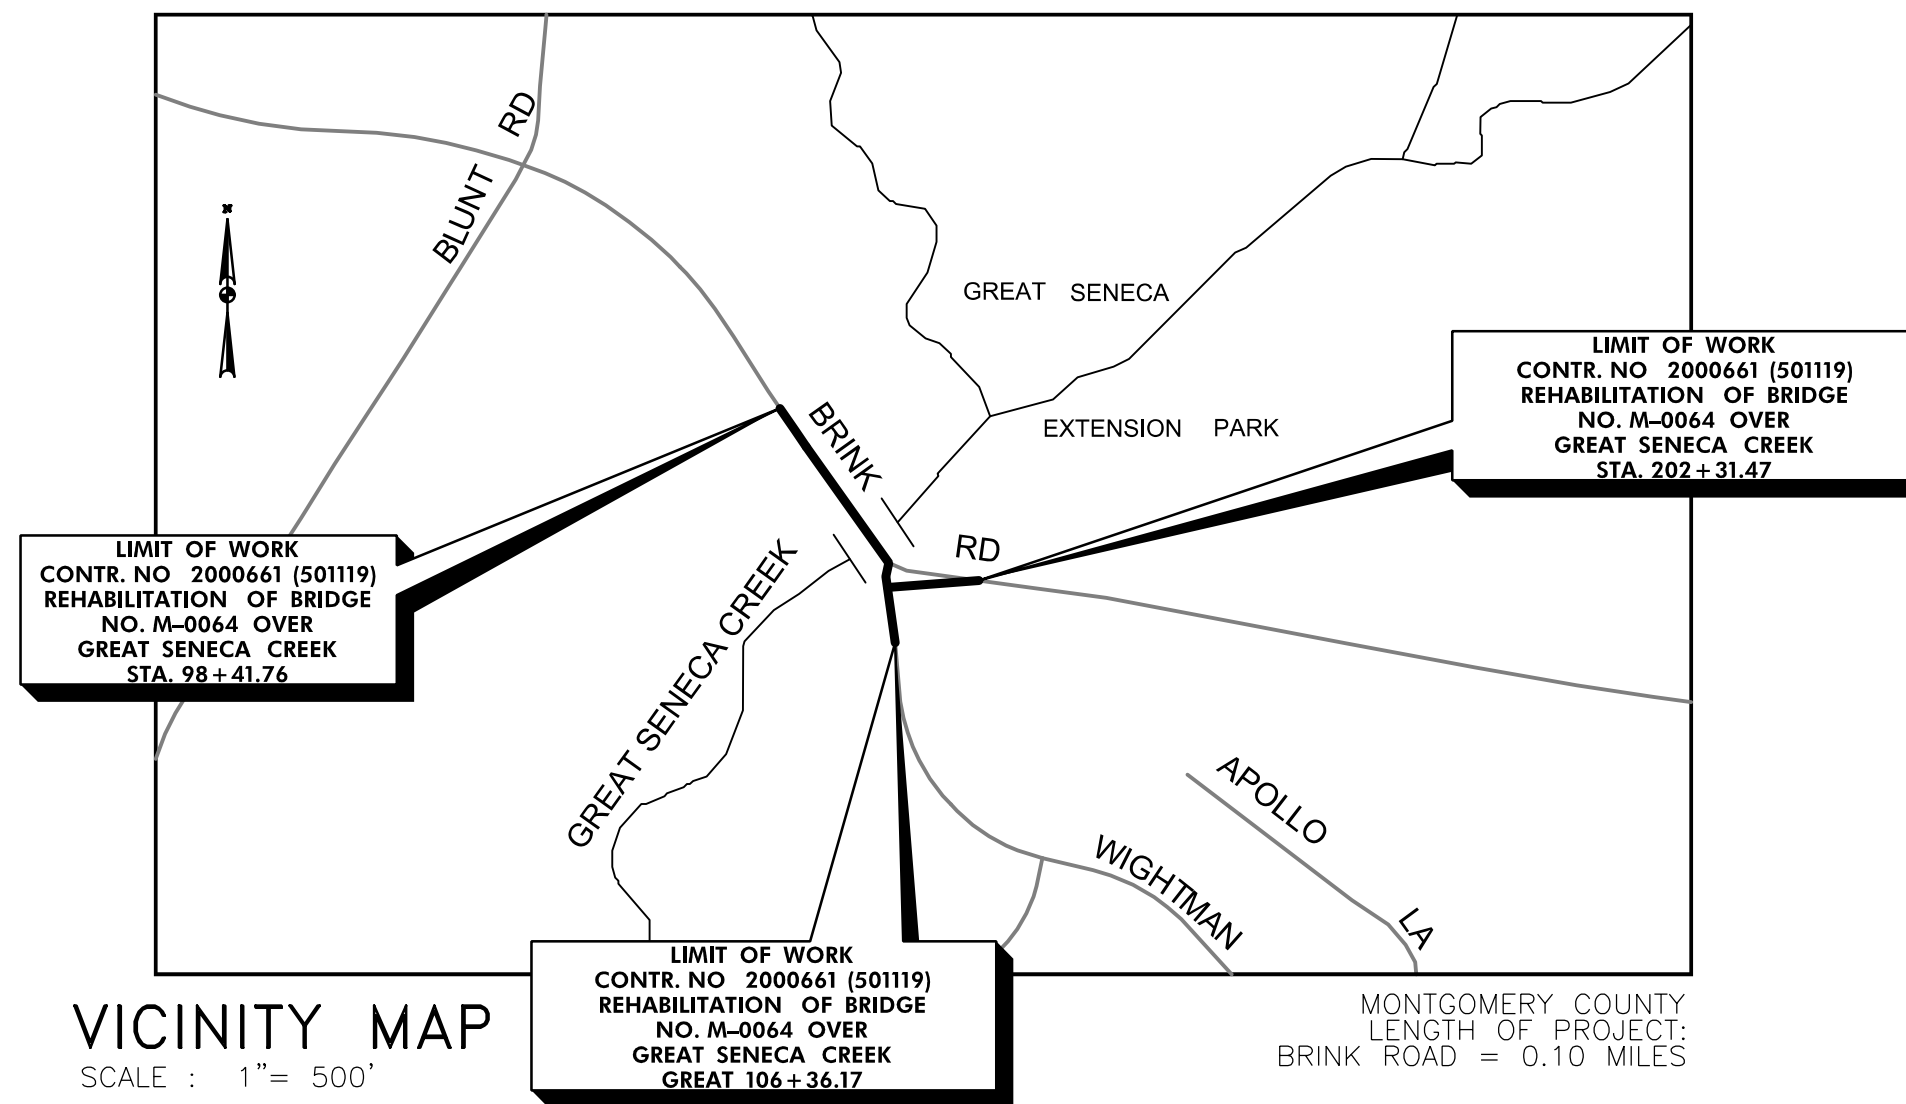 BLUNT RD
GREAT SENECA
EXTENSION PARK
BRINK RD
LIMIT OF WORK
CONTR. NO 2000661 (501119)
REHABILITATION OF BRIDGE
NO. M-0064 OVER
GREAT SENECA CREEK
STA. 202+31.47
LIMIT OF WORK
CONTR. NO 2000661 (501119)
REHABILITATION OF BRIDGE
NO. M-0064 OVER
GREAT SENECA CREEK
STA. 98+41.76
GREAT SENECA CREEK
APOLLO LA
WIGHTMAN
LIMIT OF WORK
CONTR. NO 2000661 (501119)
REHABILITATION OF BRIDGE
NO. M-0064 OVER
GREAT SENECA CREEK
GREAT 106+36.17
VICINITY MAP
SCALE : 1"= 500'
MONTGOMERY COUNTY
LENGTH OF PROJECT:
BRINK ROAD = 0.10 MILES